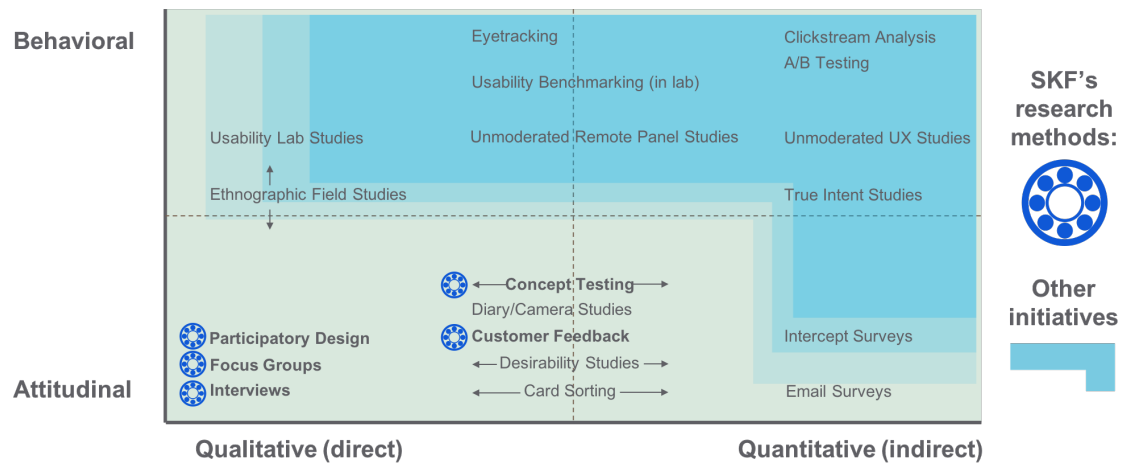 Behavioral
Eyetracking
Clickstream Analysis
A/B Testing
Usability Benchmarking (in lab)
Usability Lab Studies
Unmoderated Remote Panel Studies
Unmoderated UX Studies
Ethnographic Field Studies
True Intent Studies
Concept Testing
Diary/Camera Studies
Participatory Design
Customer Feedback
Intercept Surveys
Focus Groups
Desirability Studies
Attitudinal
Interviews
Card Sorting
Email Surveys
Qualitative (direct)
Quantitative (indirect)
SKF's
research
methods:
Other
initiatives